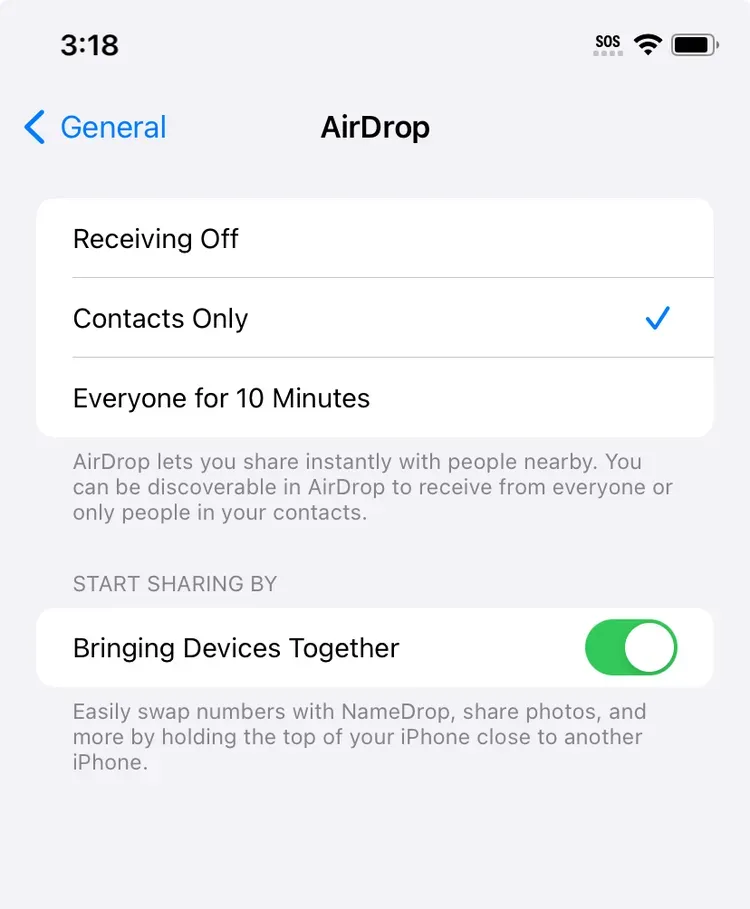 3:18
SOS
General
AirDrop
Receiving Off
Contacts Only
Everyone for 10 Minutes
AirDrop lets you share instantly with people nearby. You
can be discoverable in AirDrop to receive from everyone or
only people in your contacts.
START SHARING BY
Bringing Devices Together
Easily swap numbers with NameDrop, share photos, and
more by holding the top of your iPhone close to another
iPhone.